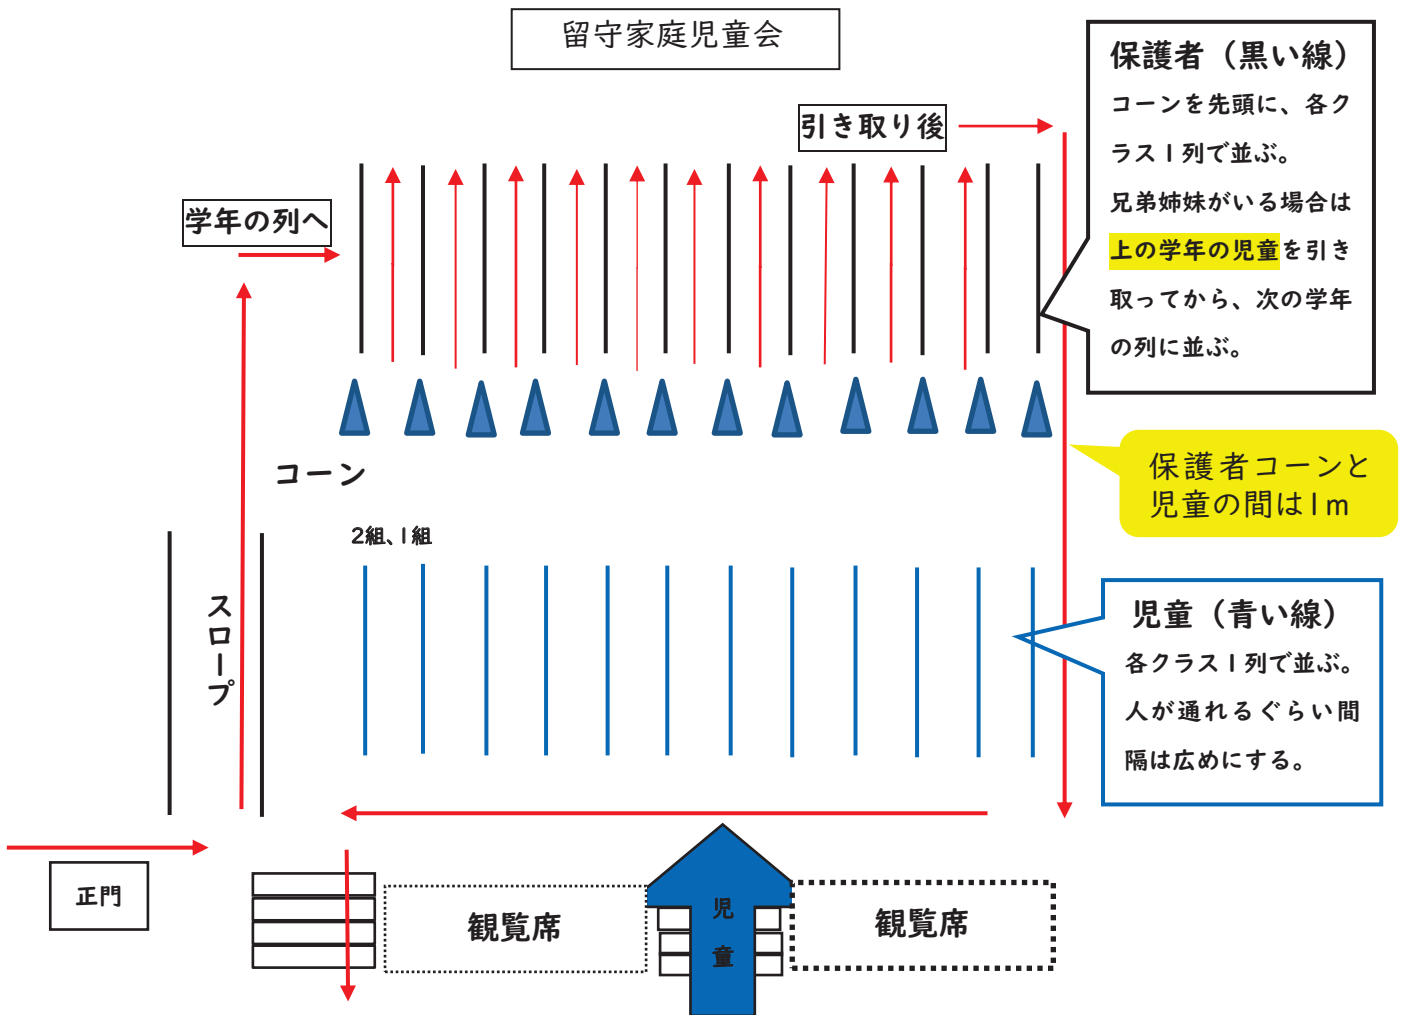 留守家庭児童会
保護者（黒い線）
コーンを先頭に、各ク
ラス１列で並ぶ。
兄弟姉妹がいる場合は
上の学年の児童を引き
取ってから、次の学年
の列に並ぶ。
引き取り後
学年の列へ
コーン
保護者コーンと
児童の間は1m
2組、1組
スロープ
児童（青い線）
各クラス１列で並ぶ。
人が通れるぐらい間
隔は広めにする。
正門
観覧席
児童
観覧席